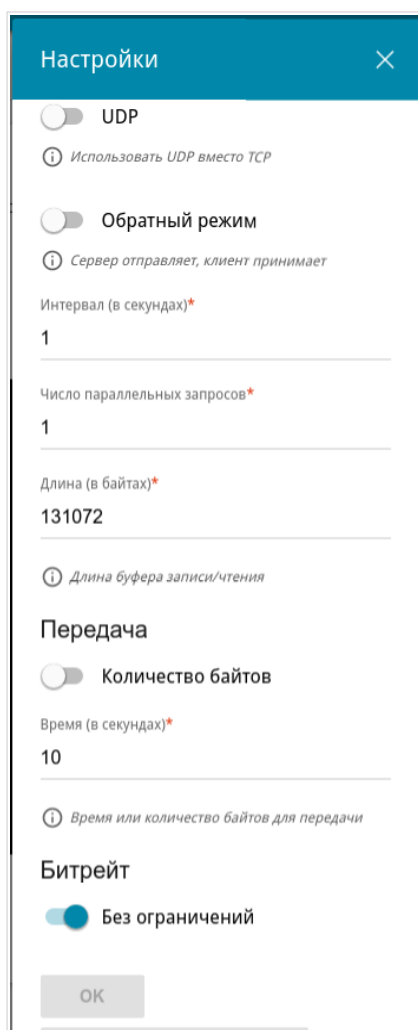 Настройки
UDP
Использовать UDP вместо TCP
Обратный режим
Сервер отправляет, клиент принимает
Интервал (в секундах)*
1
Число параллельных запросов*
1
Длина (в байтах)*
131072
Длина буфера записи/чтения
Передача
Количество байтов
Время (в секундах)*
10
Время или количество байтов для передачи
Битрейт
Без ограничений
OK